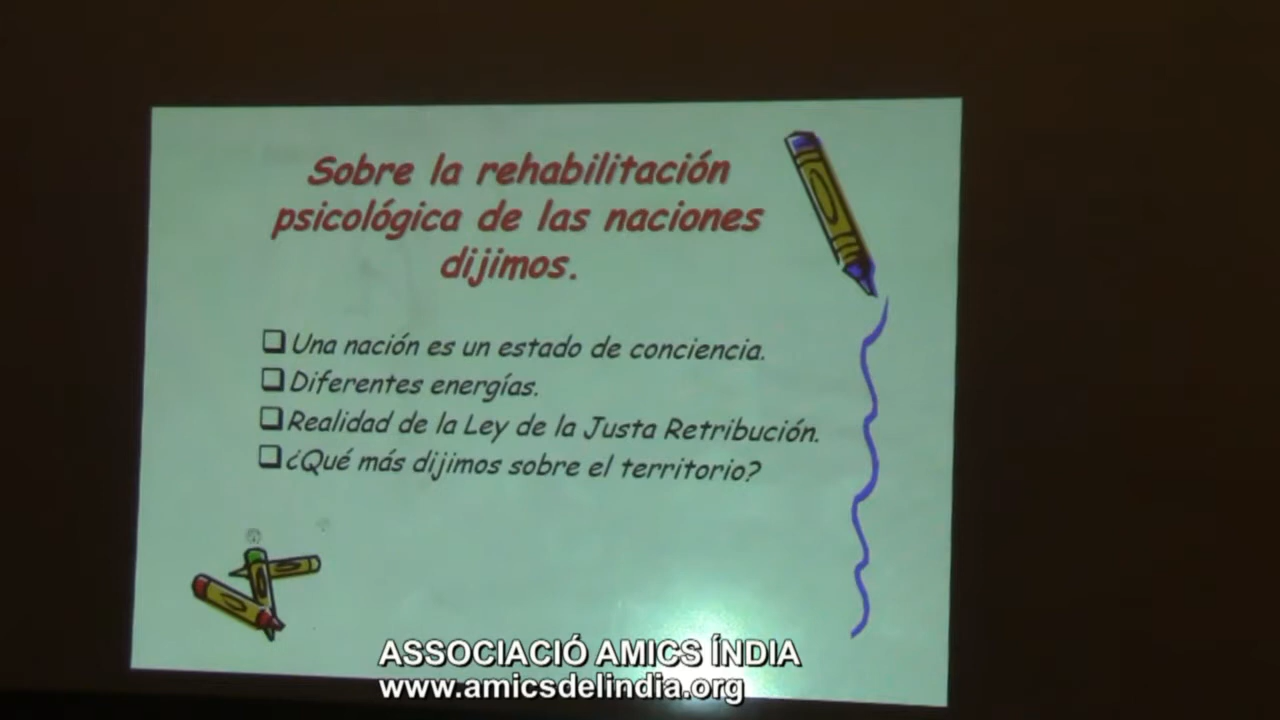 Sobre la rehabilitación
psicológica de las naciones
dijimos.
Una nación es un estado de conciencia.
Diferentes energías.
Realidad de la Ley de la Justa Retribución.
¿Qué más dijimos sobre el territorio?
ASSOCIACIÓ AMICS ÍNDIA
www.amicsdelindia.org